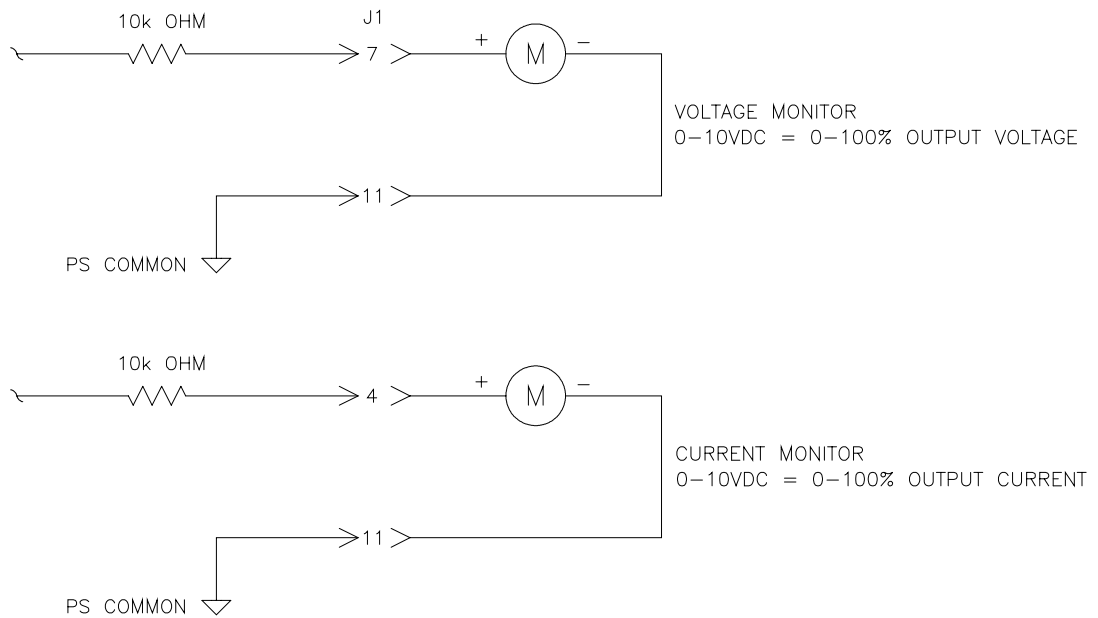 10k OHM
J1
7
+
M
−
VOLTAGE MONITOR
0−10VDC = 0−100% OUTPUT VOLTAGE
11
PS COMMON
10k OHM
4
+
M
−
CURRENT MONITOR
0−10VDC = 0−100% OUTPUT CURRENT
11
PS COMMON